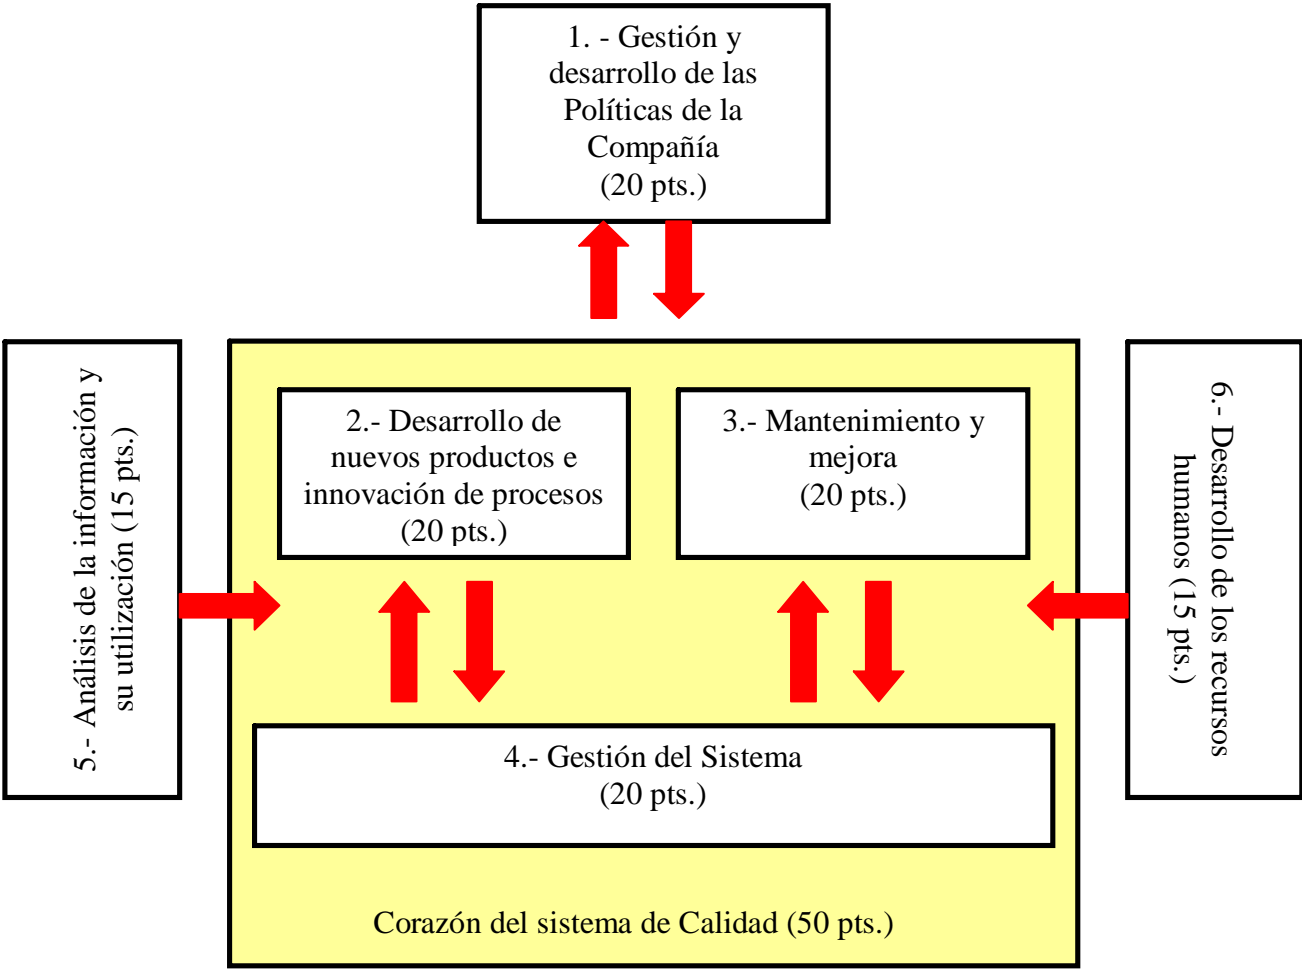 1. - Gestión y
desarrollo de las
Políticas de la
Compañía
(20 pts.)
5.- Análisis de la información y
su utilización (15 pts.)
2.- Desarrollo de
nuevos productos e
innovación de procesos
(20 pts.)
3.- Mantenimiento y
mejora
(20 pts.)
6.- Desarrollo de los recursos
humanos (15 pts.)
4.- Gestión del Sistema
(20 pts.)
Corazón del sistema de Calidad (50 pts.)